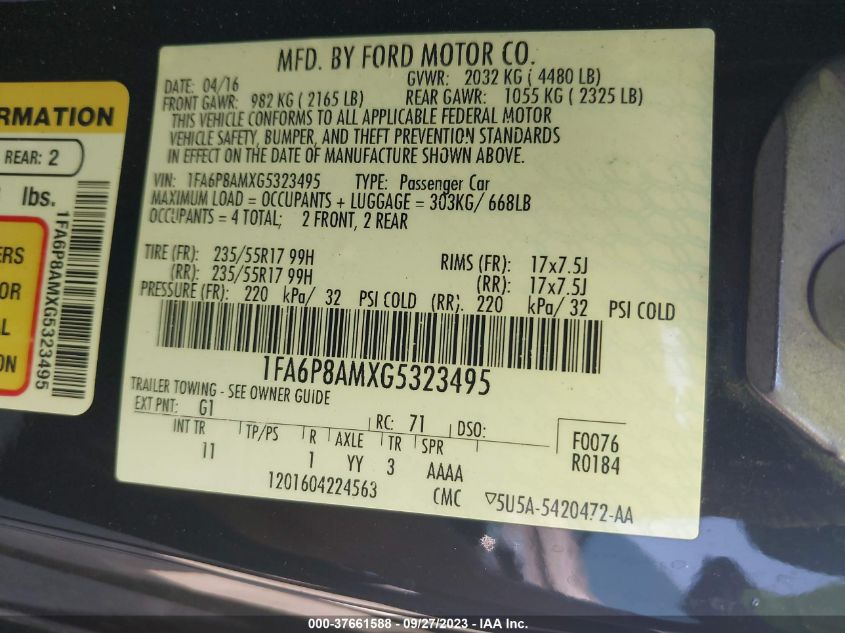 MFD. BY FORD MOTOR CO.
DATE: 04/16 GVWR: 2032 KG ( 4480 LB)
FRONT GAWR: 982 KG ( 2165 LB) REAR GAWR: 1055 KG ( 2325 LB)
THIS VEHICLE CONFORMS TO ALL APPLICABLE FEDERAL MOTOR
VEHICLE SAFETY, BUMPER, AND THEFT PREVENTION STANDARDS
IN EFFECT ON THE DATE OF MANUFACTURE SHOWN ABOVE.
VIN: 1FA6P8AMXG5323495 TYPE: Passenger Car
MAXIMUM LOAD = OCCUPANTS + LUGGAGE = 303KG/ 668LB
OCCUPANTS = 4 TOTAL; 2 FRONT, 2 REAR
TIRE (FR): 235/55R17 99H RIMS (FR): 17x7.5J
(RR): 235/55R17 99H (RR): 17x7.5J
PRESSURE (FR): 220 kPa/ 32 PSI COLD (RR): 220 kPa/ 32 PSI COLD
1FA6P8AMXG5323495
TRAILER TOWING - SEE OWNER GUIDE
EXT PNT: G1 RC: 71 DSO:
INT TR TP/PS R AXLE TR SPR F0076
11 1 YY 3 AAAA R0184
1201604224563 CMC ▽5U5A-5420472-AA
RMATION
REAR: 2
lbs.
1FA6P8AMXG5323495
ERS
OR
AL
ON
000-37661588 - 09/27/2023 - IAA Inc.